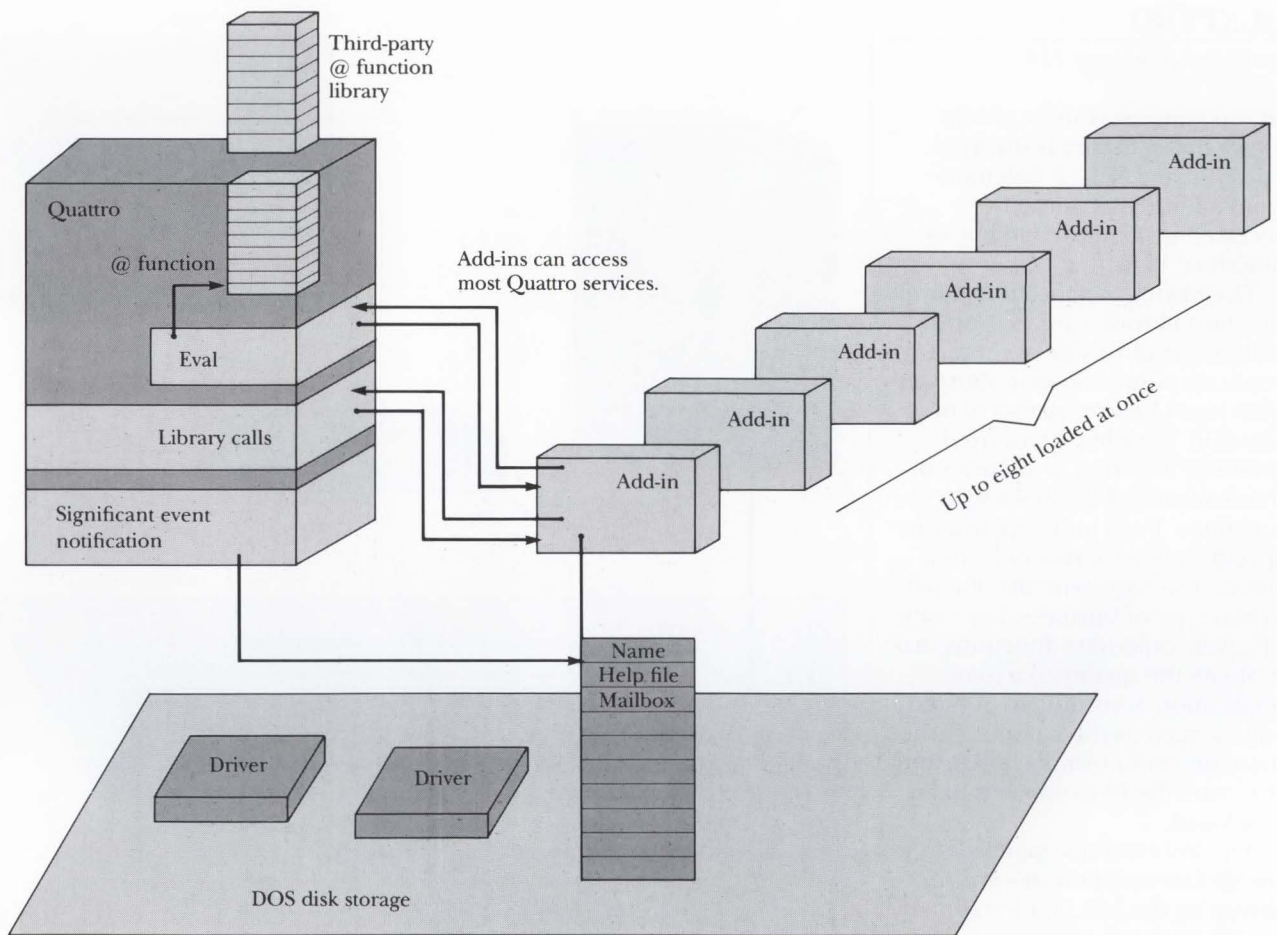 Third-party
@ function
library
Quattro
@ function
Eval
Library calls
Significant event
notification
Add-ins can access
most Quattro services.
Add-in
Add-in
Add-in
Add-in
Add-in
Add-in
Up to eight loaded at once
Name
Help file
Mailbox
Driver
Driver
DOS disk storage